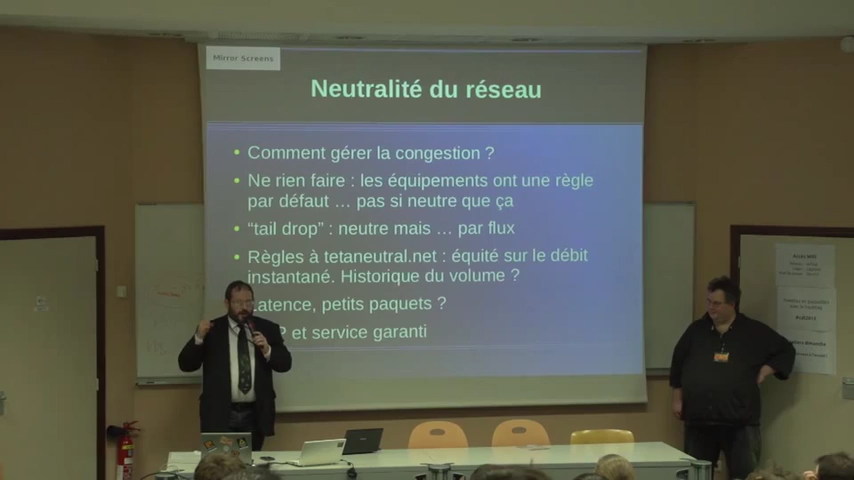 Mirror Screens
Neutralité du réseau
• Comment gérer la congestion ?
• Ne rien faire : les équipements ont une règle
par défaut … pas si neutre que ça
• “tail drop” : neutre mais … par flux
• Règles à tetaneutral.net : équité sur le débit
instantané. Historique du volume ?
atence, petits paquets ?
P et service garanti